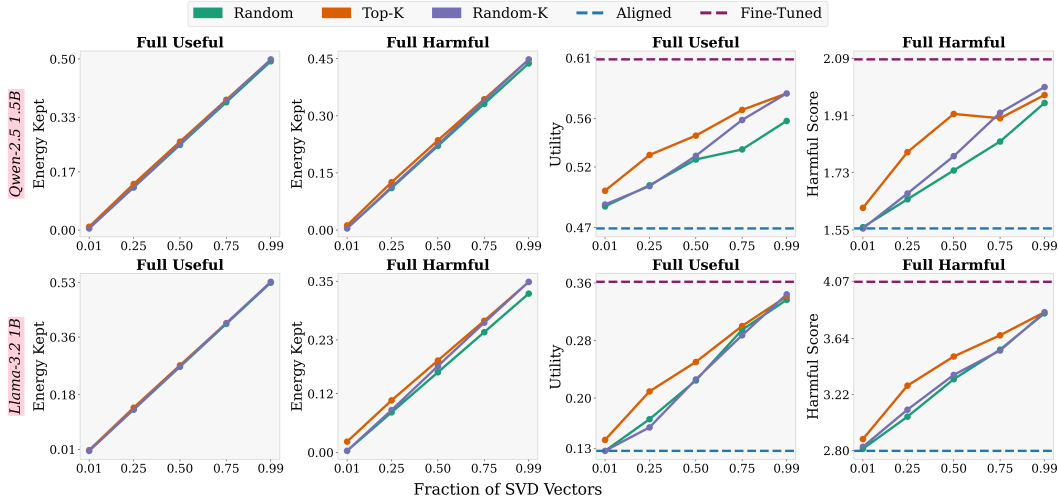 Random Top-K Random-K Aligned Fine-Tuned
Full Useful Full Harmful Full Useful Full Harmful
Qwen-2.5 1.5B
Energy Kept
0.50
0.33
0.17
0.00
0.01 0.25 0.50 0.75 0.99
Energy Kept
0.45
0.30
0.15
0.00
0.01 0.25 0.50 0.75 0.99
Utility
0.61
0.56
0.52
0.47
0.01 0.25 0.50 0.75 0.99
Harmful Score
2.09
1.91
1.73
1.55
0.01 0.25 0.50 0.75 0.99
Full Useful Full Harmful Full Useful Full Harmful
Llama-3.2 1B
Energy Kept
0.53
0.36
0.18
0.01
0.01 0.25 0.50 0.75 0.99
Energy Kept
0.35
0.23
0.12
0.00
0.01 0.25 0.50 0.75 0.99
Utility
0.36
0.28
0.20
0.13
0.01 0.25 0.50 0.75 0.99
Harmful Score
4.07
3.64
3.22
2.80
0.01 0.25 0.50 0.75 0.99
Fraction of SVD Vectors